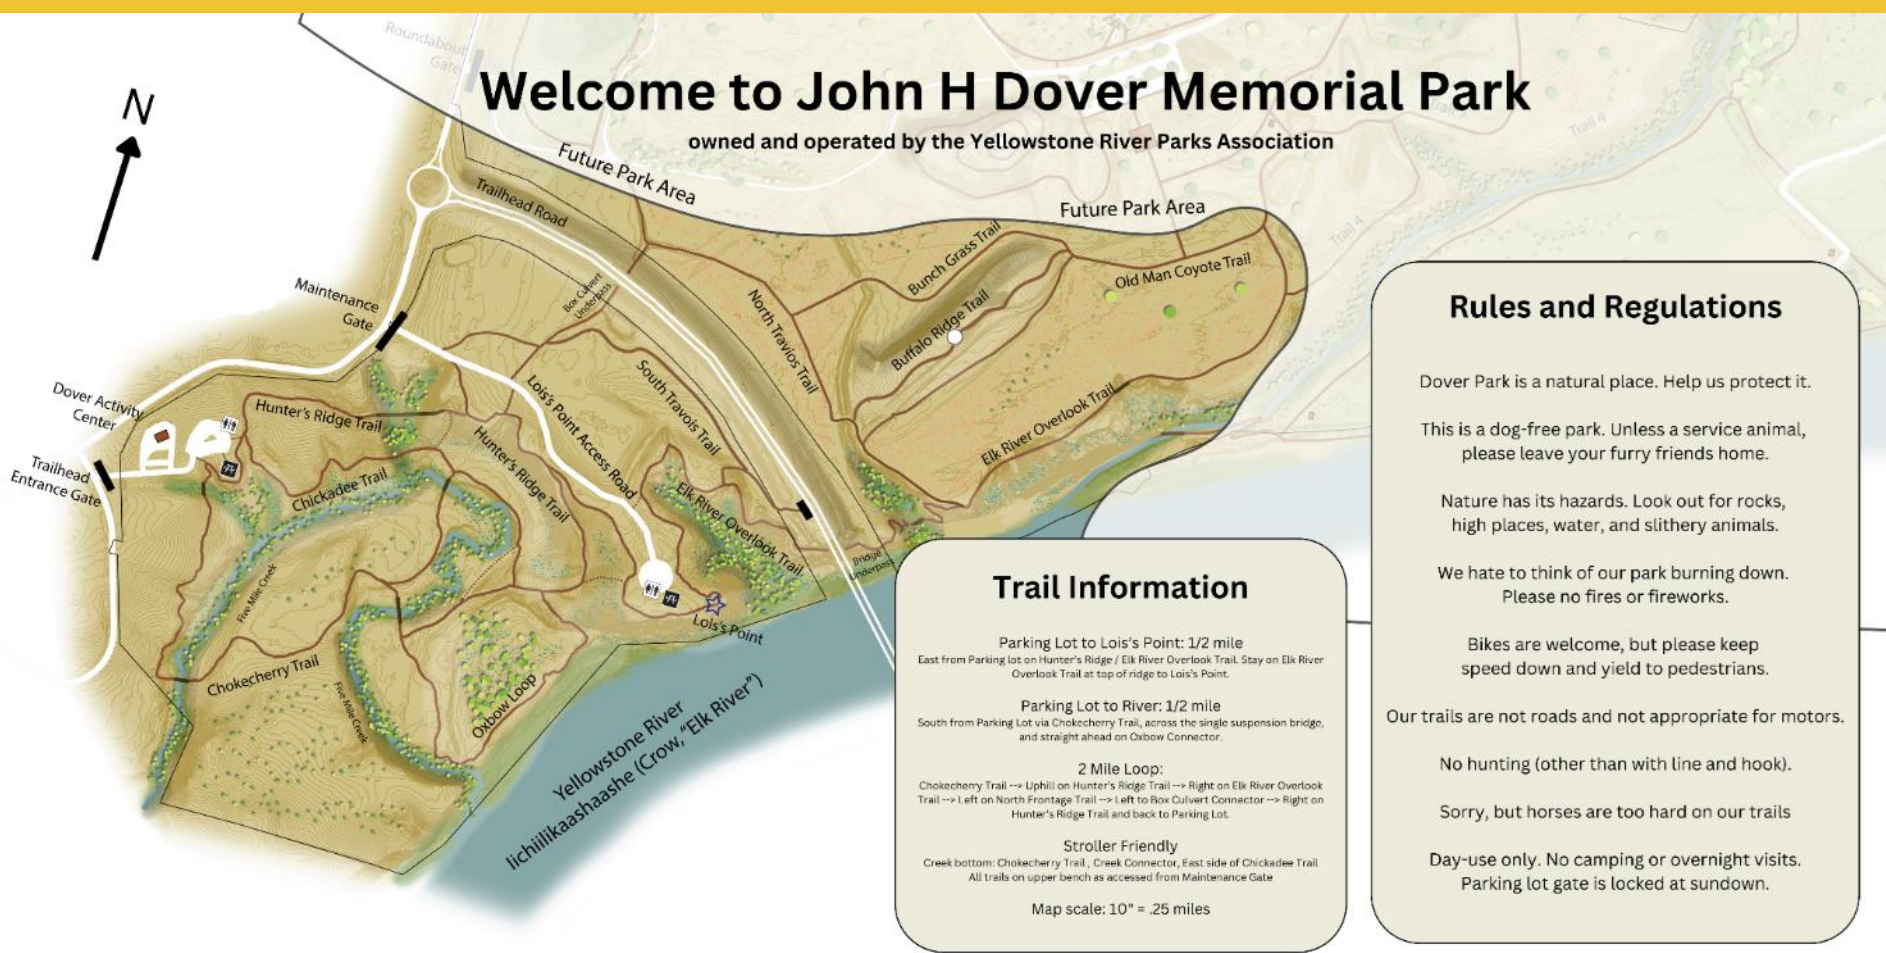 Roundabout
Gate
N
Welcome to John H Dover Memorial Park
owned and operated by the Yellowstone River Parks Association
Future Park Area
Future Park Area
Trail 4
Trail 4
Trailhead Road
Bunch Grass Trail
Old Man Coyote Trail
Buffalo Ridge Trail
North Travios Trail
Box Culvert
Underpass
Maintenance
Gate
Dover Activity
Center
Trailhead
Entrance Gate
Hunter's Ridge Trail
Lois's Point Access Road
South Travois Trail
Hunter's Ridge Trail
Chickadee Trail
Elk River Overlook Trail
Elk River Overlook Trail
Bridge
Underpass
Five Mile Creek
Lois's Point
Chokecherry Trail
Five Mile Creek
Oxbow Loop
Yellowstone River
Iichiilikaashaashe (Crow,"Elk River")
Trail Information
Parking Lot to Lois's Point: 1/2 mile
East from Parking lot on Hunter's Ridge / Elk River Overlook Trail. Stay on Elk River
Overlook Trail at top of ridge to Lois's Point.
Parking Lot to River: 1/2 mile
South from Parking Lot via Chokecherry Trail, across the single suspension bridge,
and straight ahead on Oxbow Connector.
2 Mile Loop:
Chokecherry Trail --> Uphill on Hunter's Ridge Trail --> Right on Elk River Overlook
Trail --> Left on North Frontage Trail --> Left to Box Culvert Connector --> Right on
Hunter's Ridge Trail and back to Parking Lot.
Stroller Friendly
Creek bottom: Chokecherry Trail , Creek Connector, East side of Chickadee Trail
All trails on upper bench as accessed from Maintenance Gate
Map scale: 10" = .25 miles
Rules and Regulations
Dover Park is a natural place. Help us protect it.
This is a dog-free park. Unless a service animal,
please leave your furry friends home.
Nature has its hazards. Look out for rocks,
high places, water, and slithery animals.
We hate to think of our park burning down.
Please no fires or fireworks.
Bikes are welcome, but please keep
speed down and yield to pedestrians.
Our trails are not roads and not appropriate for motors.
No hunting (other than with line and hook).
Sorry, but horses are too hard on our trails
Day-use only. No camping or overnight visits.
Parking lot gate is locked at sundown.